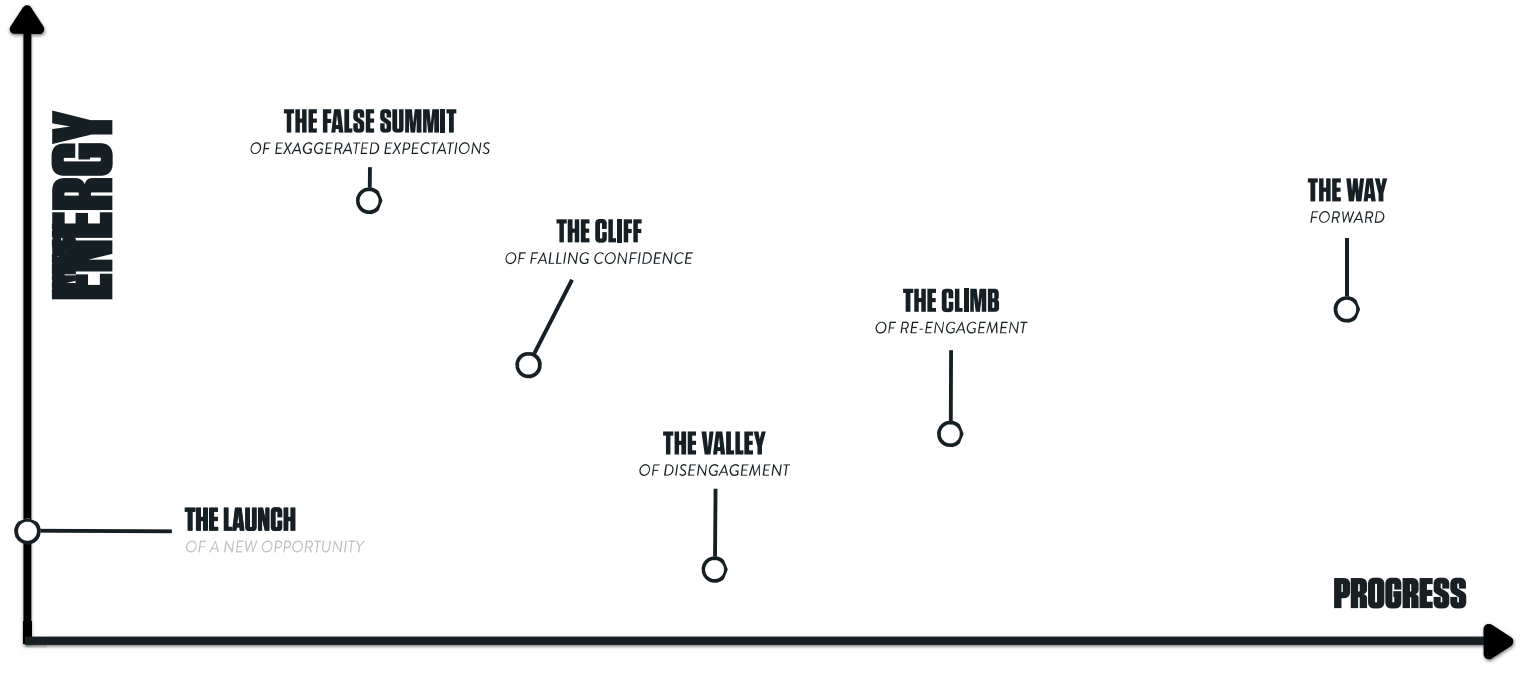 ENERGY
THE FALSE SUMMIT
OF EXAGGERATED EXPECTATIONS
THE CLIFF
OF FALLING CONFIDENCE
THE WAY
FORWARD
THE CLIMB
OF RE-ENGAGEMENT
THE VALLEY
OF DISENGAGEMENT
THE LAUNCH
OF A NEW OPPORTUNITY
PROGRESS